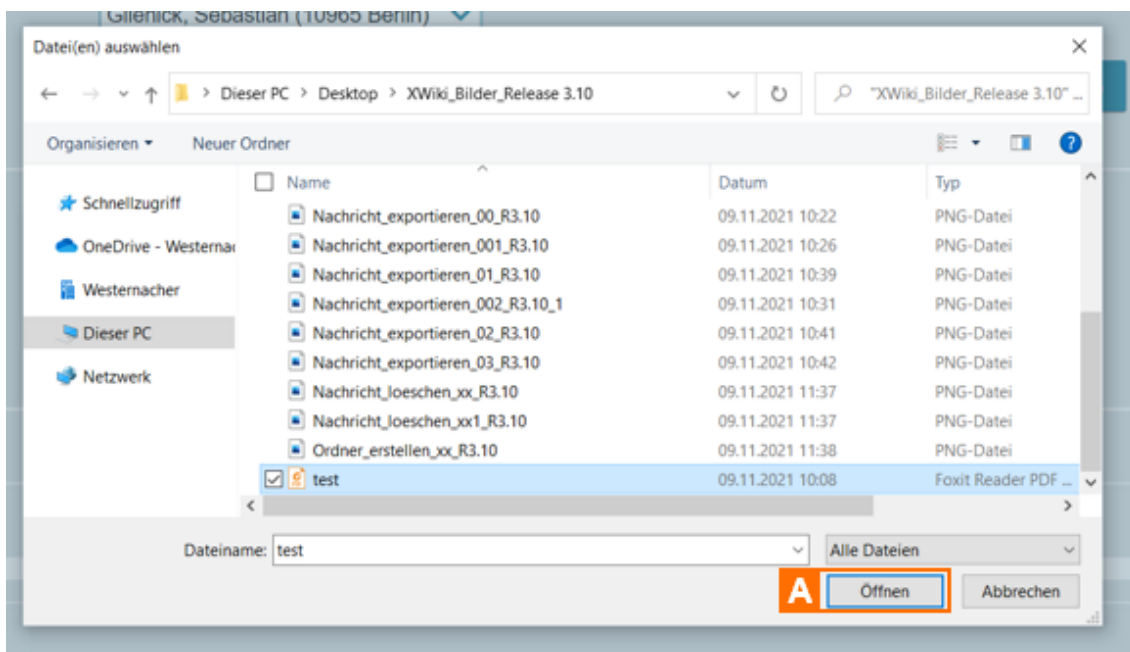 Gllenick, Sebastian (10965 Berlin)
Datei(en) auswählen
Dieser PC > Desktop > XWiki_Bilder_Release 3.10
"XWiki_Bilder_Release 3.10" ...
Organisieren
Neuer Ordner
Name Datum Typ
Schnellzugriff
OneDrive - Westernac
Westernacher
Dieser PC
Netzwerk
Nachricht_exportieren_00_R3.10 09.11.2021 10:22 PNG-Datei
Nachricht_exportieren_001_R3.10 09.11.2021 10:26 PNG-Datei
Nachricht_exportieren_01_R3.10 09.11.2021 10:39 PNG-Datei
Nachricht_exportieren_002_R3.10_1 09.11.2021 10:31 PNG-Datei
Nachricht_exportieren_02_R3.10 09.11.2021 10:41 PNG-Datei
Nachricht_exportieren_03_R3.10 09.11.2021 10:42 PNG-Datei
Nachricht_loeschen_xx_R3.10 09.11.2021 11:37 PNG-Datei
Nachricht_loeschen_xx1_R3.10 09.11.2021 11:37 PNG-Datei
Ordner_erstellen_xx_R3.10 09.11.2021 11:38 PNG-Datei
test 09.11.2021 10:08 Foxit Reader PDF ...
Dateiname: test
Alle Dateien
A Öffnen Abbrechen